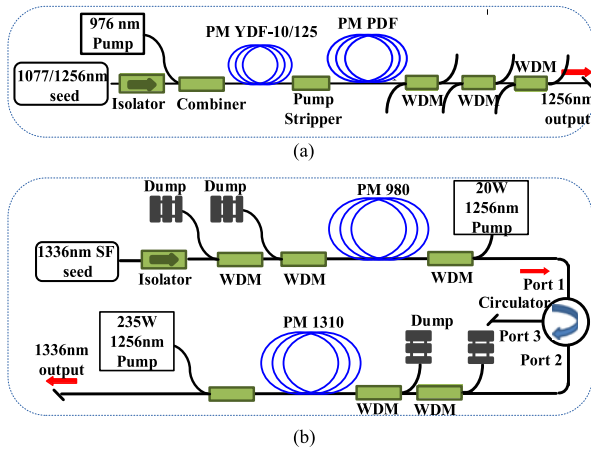 976 nm
Pump
PM YDF-10/125
PM PDF
1077/1256nm
seed
Isolator
Combiner
Pump
Stripper
WDM
WDM
WDM
1256nm
output
(a)
Dump
Dump
PM 980
20W
1256nm
Pump
1336nm SF
seed
Isolator
WDM
WDM
WDM
Port 1
Circulator
Port 3
Port 2
235W
1256nm
Pump
PM 1310
Dump
1336nm
output
WDM
WDM
(b)